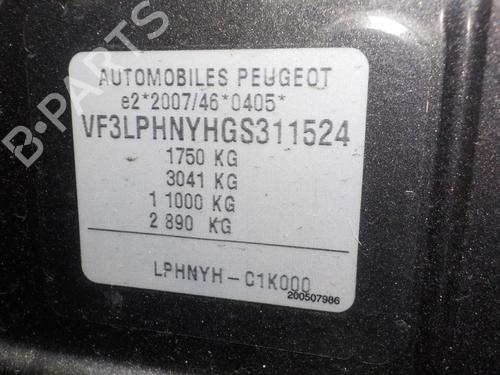 B-PARTS
AUTOMOBILES PEUGEOT
e2*2007/46*0405*
VF3LPHNYHGS311524
1750 KG
3041 KG
1 1000 KG
2 890 KG
LPHNYH-C1K000
200507986